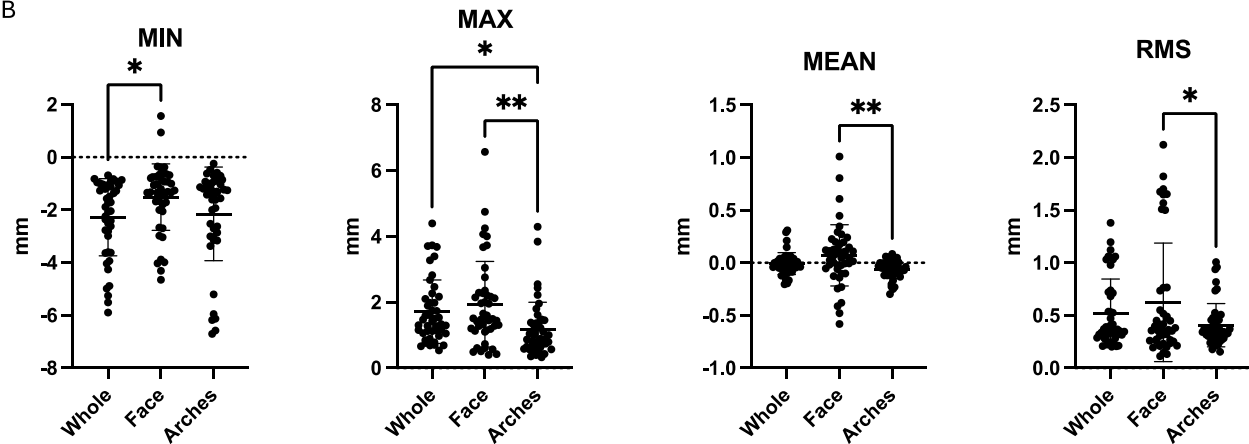 B
MIN
*
2
0
-2
-4
-6
-8
mm
Whole
Face
Arches
MAX
*
**
8
6
4
2
0
mm
Whole
Face
Arches
MEAN
**
1.5
1.0
0.5
0.0
-0.5
-1.0
mm
Whole
Face
Arches
RMS
*
2.5
2.0
1.5
1.0
0.5
0.0
mm
Whole
Face
Arches